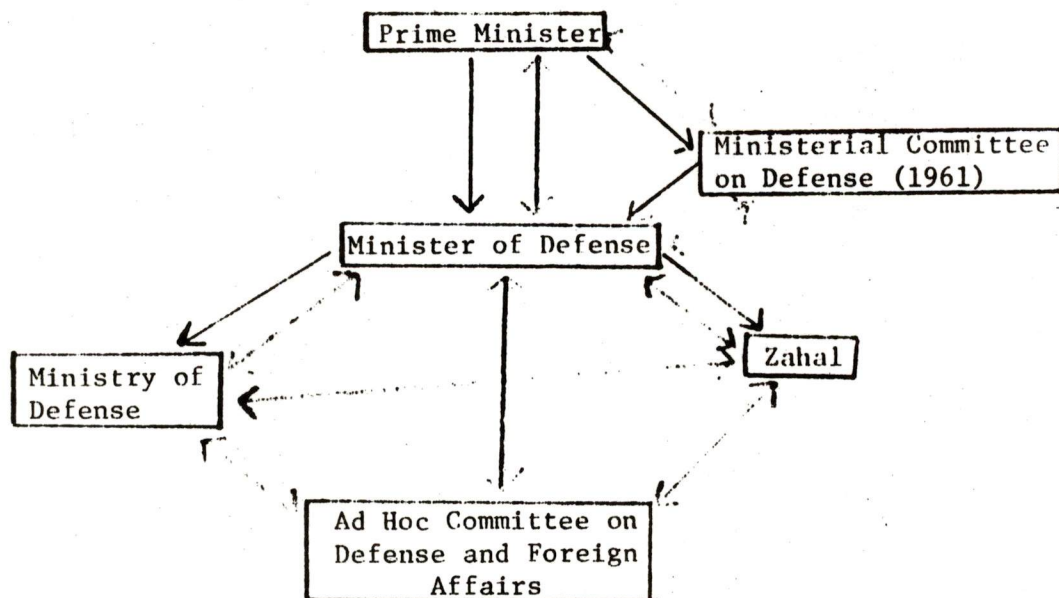 Prime Minister
Ministerial Committee
on Defense (1961)
Minister of Defense
Ministry of
Defense
Zahal
Ad Hoc Committee on
Defense and Foreign
Affairs